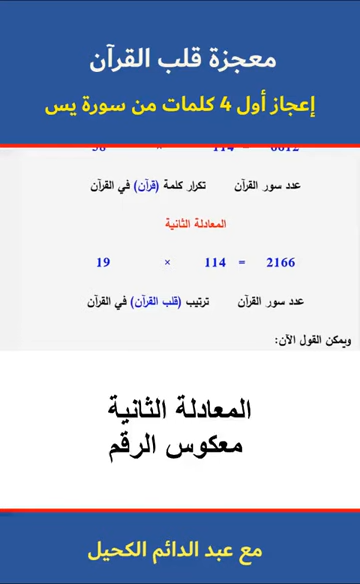 معجزة قلب القرآن
إعجاز أول 4 كلمات من سورة يس
عدد سور القرآن تكرار كلمة (قرآن) في القرآن
المعادلة الثانية
19 × 114 = 2166
عدد سور القرآن ترتيب (قلب القرآن) في القرآن
ويمكن القول الآن:
المعادلة الثانية
معكوس الرقم
مع عبد الدائم الكحيل